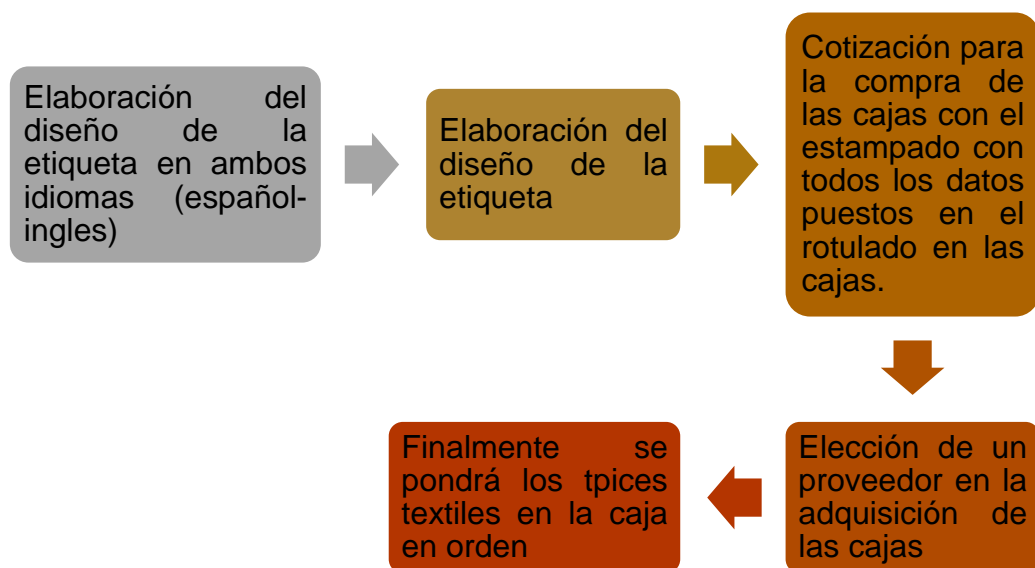 Elaboración del
diseño de la
etiqueta en ambos
idiomas (español-
ingles)
Elaboración del
diseño de la
etiqueta
Cotización para
la compra de
las cajas con el
estampado con
todos los datos
puestos en el
rotulado en las
cajas.
Elección de un
proveedor en la
adquisición de
las cajas
Finalmente se
pondrá los tpices
textiles en la caja
en orden